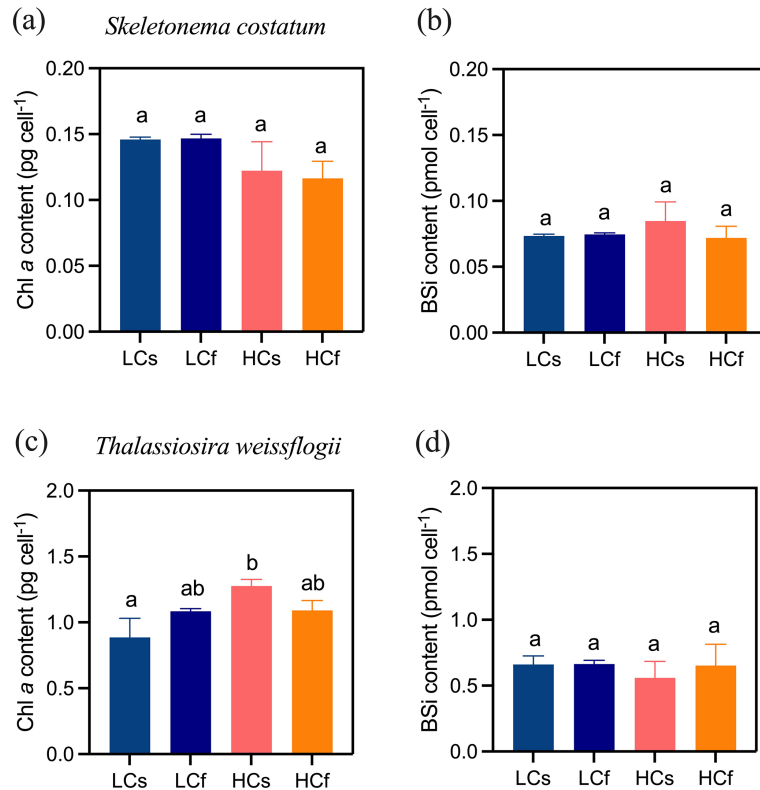 (a)
Skeletonema costatum
Chl a content (pg cell-1)
0.20
0.15
0.10
0.05
0.00
a a a a
LCs LCf HCs HCf
(b)
BSi content (pmol cell-1)
0.20
0.15
0.10
0.05
0.00
a a a a
LCs LCf HCs HCf
(c)
Thalassiosira weissflogii
Chl a content (pg cell-1)
2.0
1.5
1.0
0.5
0.0
a ab b ab
LCs LCf HCs HCf
(d)
BSi content (pmol cell-1)
2.0
1.5
1.0
0.5
0.0
a a a a
LCs LCf HCs HCf